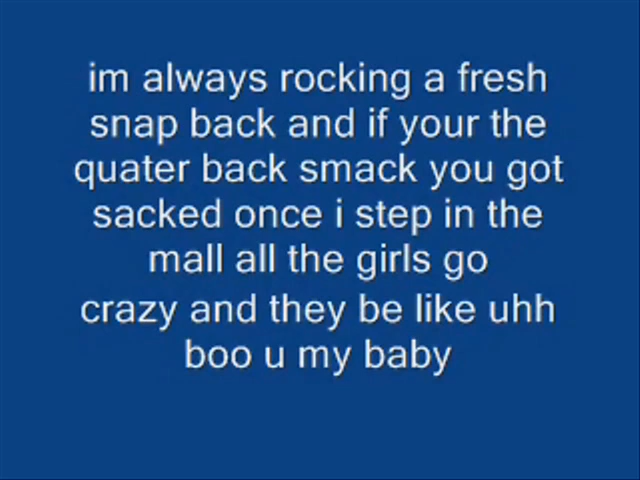 im always rocking a fresh
snap back and if your the
quater back smack you got
sacked once i step in the
mall all the girls go
crazy and they be like uhh
boo u my baby